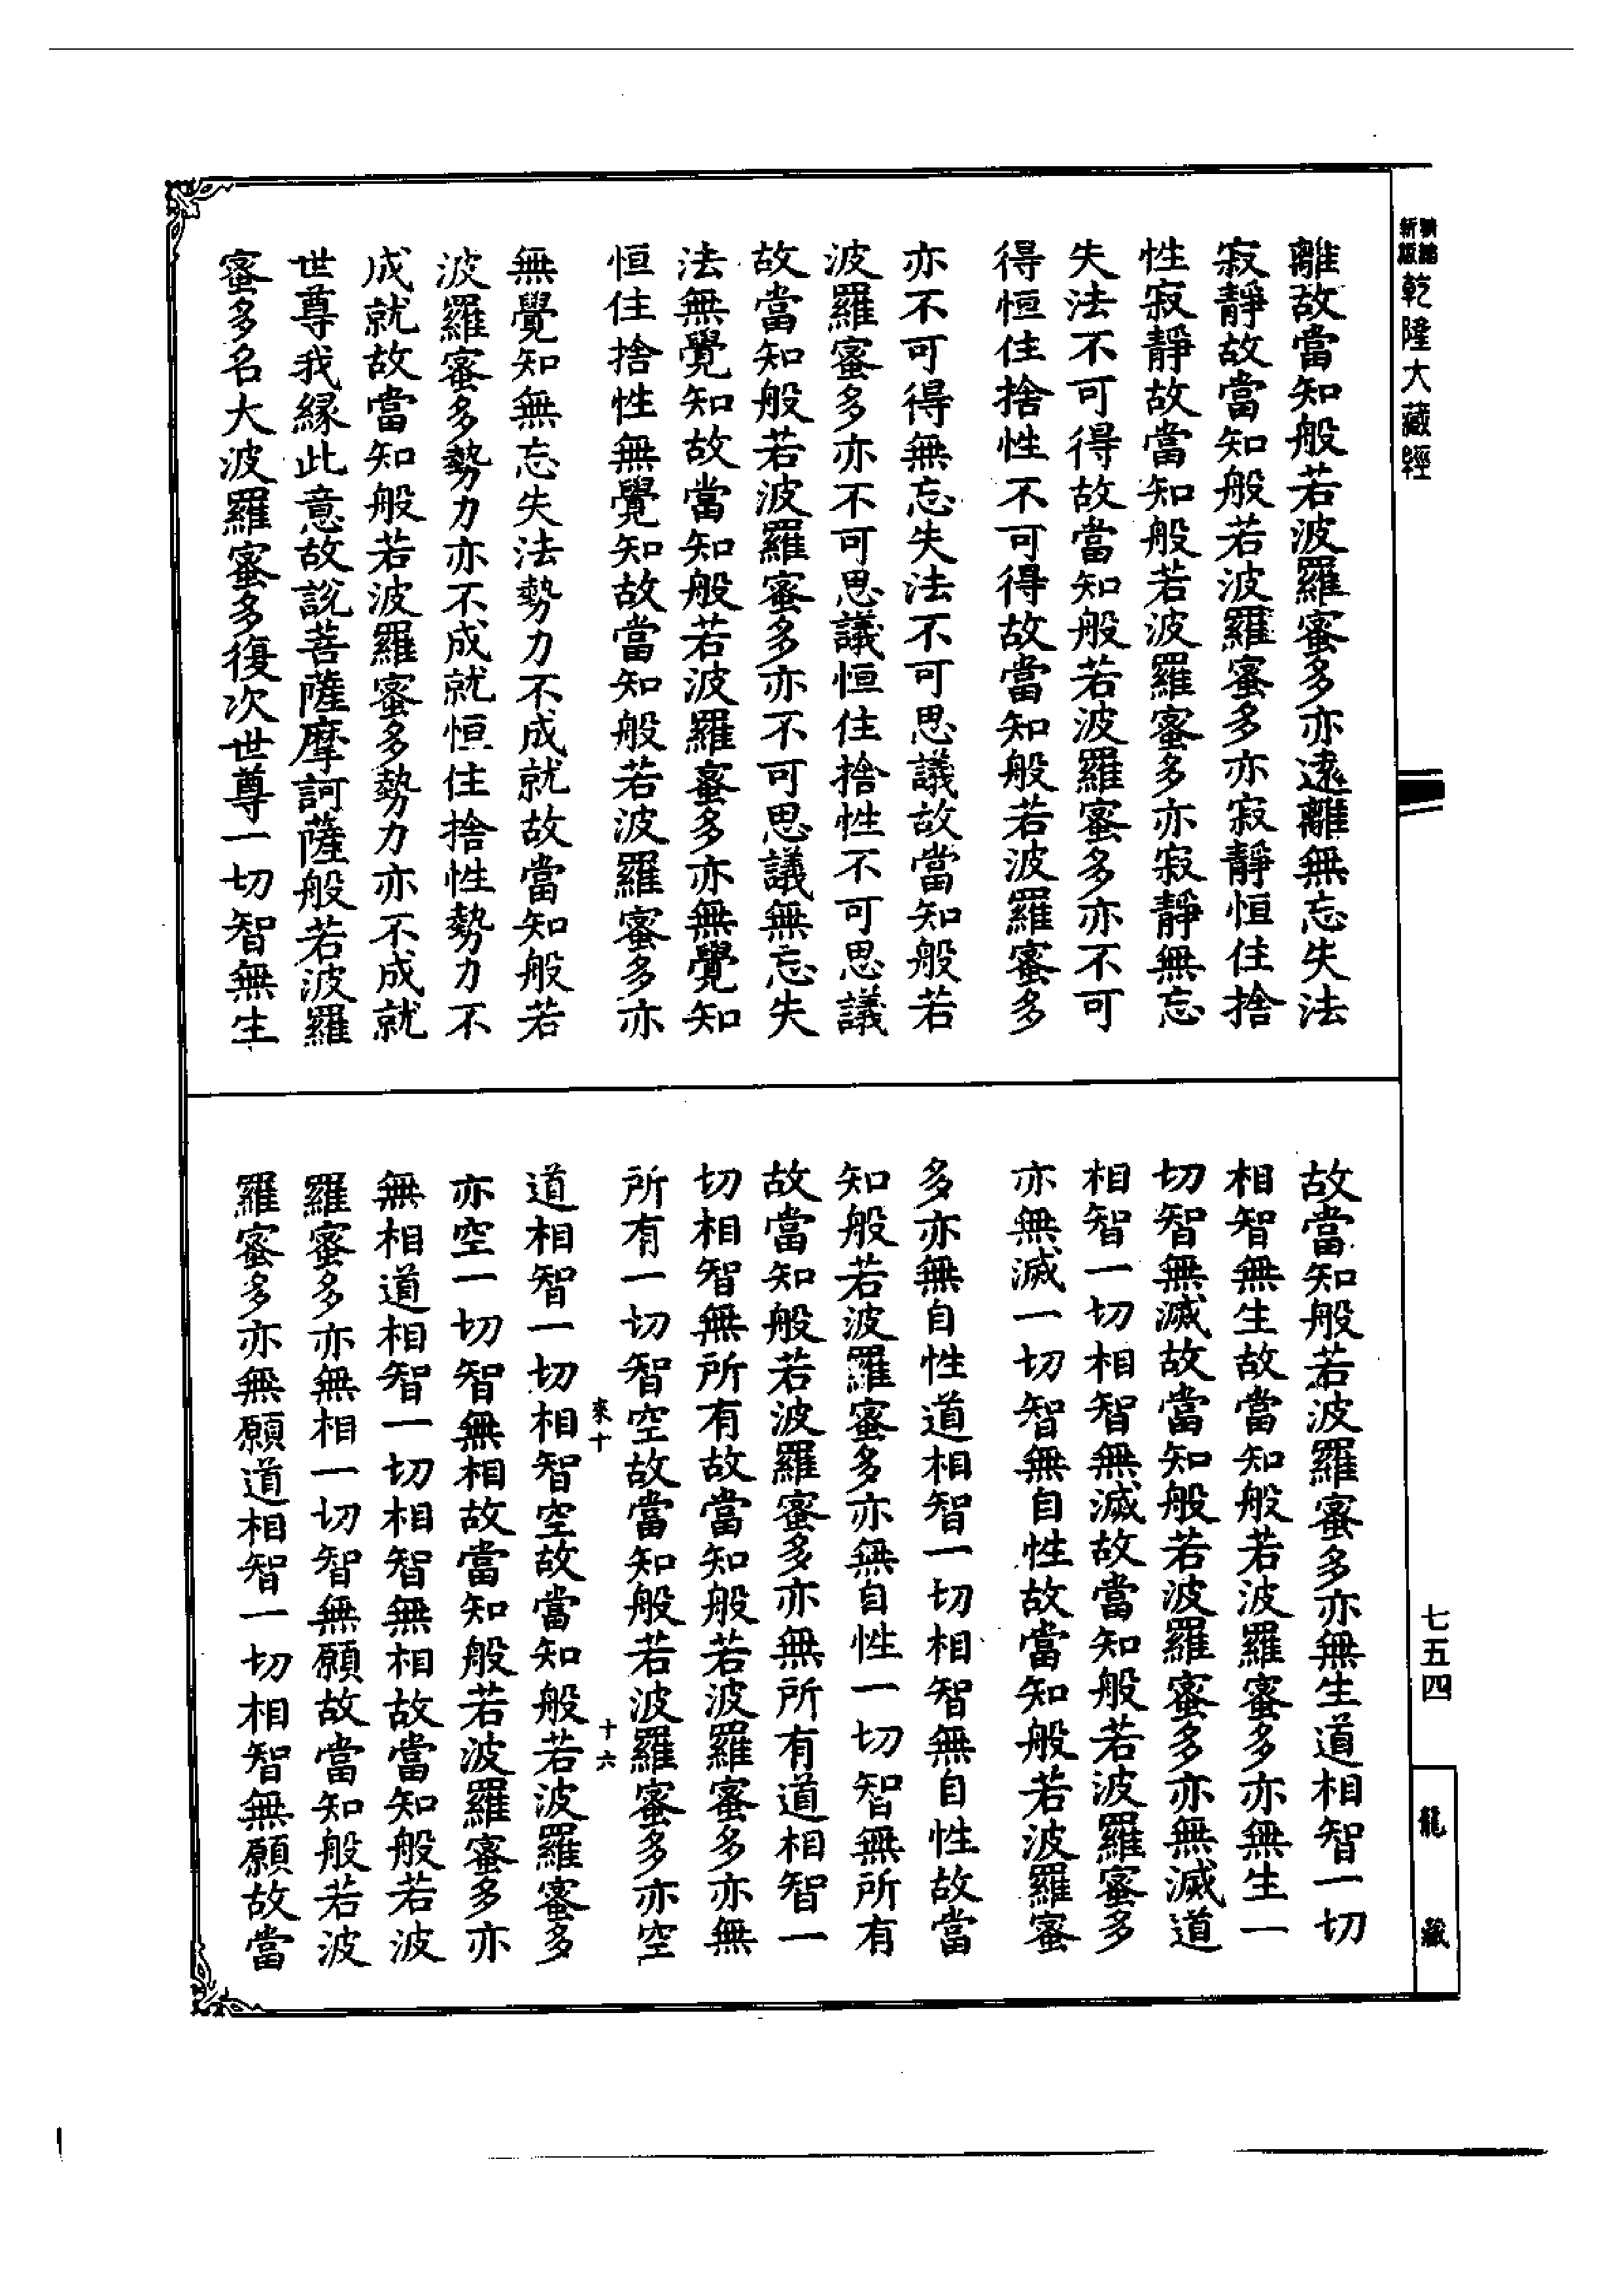 新編
新版
乾隆大藏經
離故當知般若波羅蜜多亦遠離無忘失法
寂靜故當知般若波羅蜜多亦寂靜恒住捨
性寂靜故當知般若波羅蜜多亦寂靜無忘
失法不可得故當知般若波羅蜜多亦不可
得恒住捨性不可得故當知般若波羅蜜多
亦不可得無忘失法不可思議故當知般若
波羅蜜多亦不可思議恒住捨性不可思議
故當知般若波羅蜜多亦不可思議無忘失
法無覺知故當知般若波羅蜜多亦無覺知
恒住捨性無覺知故當知般若波羅蜜多亦
無覺知無忘失法勢力不成就故當知般若
波羅蜜多勢力亦不成就恒住捨性勢力不
成就故當知般若波羅蜜多勢力亦不成就
世尊我緣此意故說菩薩摩訶薩般若波羅
蜜多名大波羅蜜多復次世尊一切智無生
故當知般若波羅蜜多亦無生道相智一切
相智無生故當知般若波羅蜜多亦無生一
切智無滅故當知般若波羅蜜多亦無滅道
相智一切相智無滅故當知般若波羅蜜多
亦無滅一切智無自性故當知般若波羅蜜
多亦無自性道相智一切相智無自性故當
知般若波羅蜜多亦無自性一切智無所有
故當知般若波羅蜜多亦無所有道相智一
切相智無所有故當知般若波羅蜜多亦無
所有一切智空故當知般若波羅蜜多亦空
來十 十六
道相智一切相智空故當知般若波羅蜜多
亦空一切智無相故當知般若波羅蜜多亦
無相道相智一切相智無相故當知般若波
羅蜜多亦無相一切智無願故當知般若波
羅蜜多亦無願道相智一切相智無願故當
七五四
龍藏